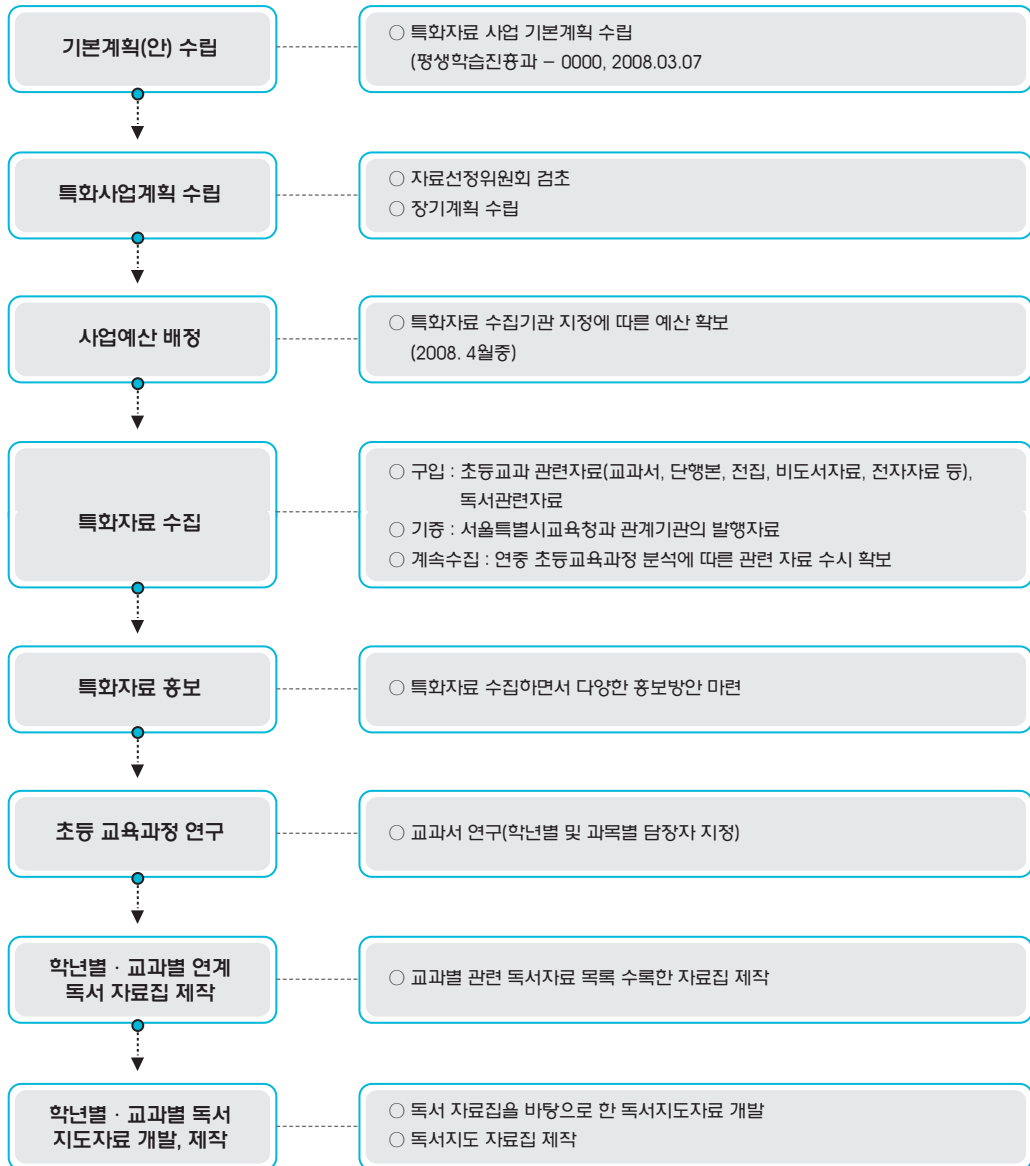 기본계획(안) 수립
○ 특화자료 사업 기본계획 수립
(평생학습진흥과 – 0000, 2008.03.07
특화사업계획 수립
○ 자료선정위원회 검초
○ 장기계획 수립
사업예산 배정
○ 특화자료 수집기관 지정에 따른 예산 확보
(2008. 4월중)
특화자료 수집
○ 구입 : 초등교과 관련자료(교과서, 단행본, 전집, 비도서자료, 전자자료 등),
독서관련자료
○ 기증 : 서울특별시교육청과 관계기관의 발행자료
○ 계속수집 : 연중 초등교육과정 분석에 따른 관련 자료 수시 확보
특화자료 홍보
○ 특화자료 수집하면서 다양한 홍보방안 마련
초등 교육과정 연구
○ 교과서 연구(학년별 및 과목별 담장자 지정)
학년별 · 교과별 연계
독서 자료집 제작
○ 교과별 관련 독서자료 목록 수록한 자료집 제작
학년별 · 교과별 독서
지도자료 개발, 제작
○ 독서 자료집을 바탕으로 한 독서지도자료 개발
○ 독서지도 자료집 제작